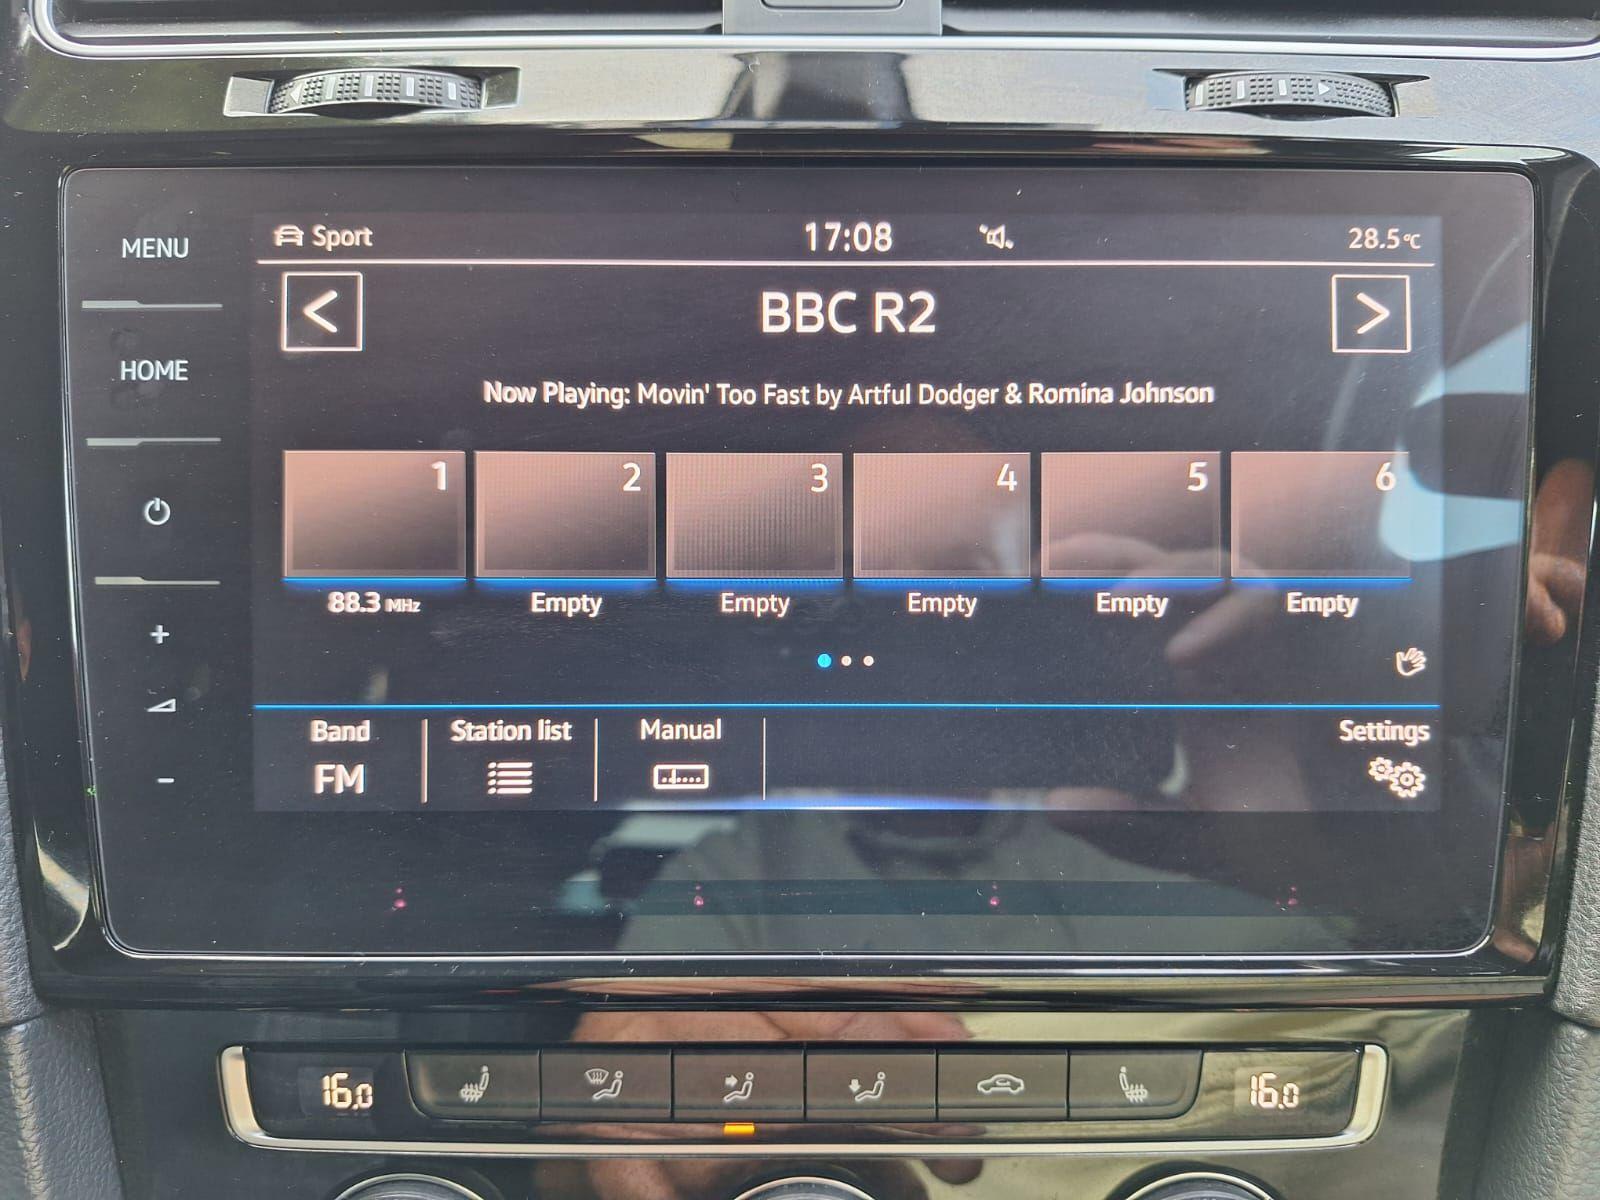 MENU
HOME
+
-
Sport 17:08 28.5°C
< BBC R2 >
Now Playing: Movin' Too Fast by Artful Dodger & Romina Johnson
1 2 3 4 5 6
88.3 MHz Empty Empty Empty Empty Empty
Band Station list Manual Settings
FM
16.0 16.0